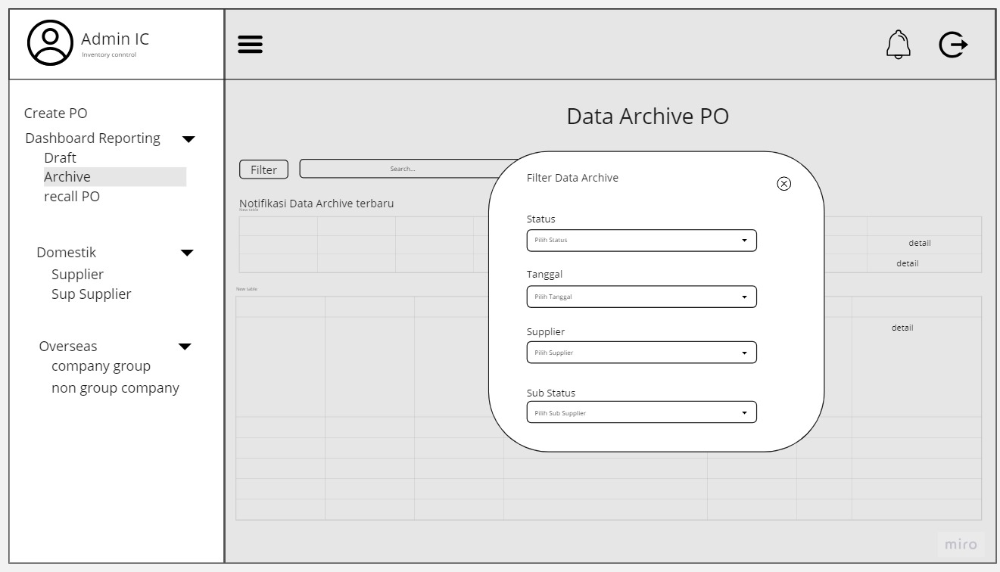 Admin IC
Inventory conntrol
Create PO
Dashboard Reporting
Draft
Archive
recall PO
Domestik
Supplier
Sup Supplier
Overseas
company group
non group company
Data Archive PO
Filter
Search...
Notifikasi Data Archive terbaru
New table
detail
detail
New table
detail
Filter Data Archive
Status
Pilih Status
Tanggal
Pilih Tanggal
Supplier
Pilih Supplier
Sub Status
Pilih Sub Supplier
miro